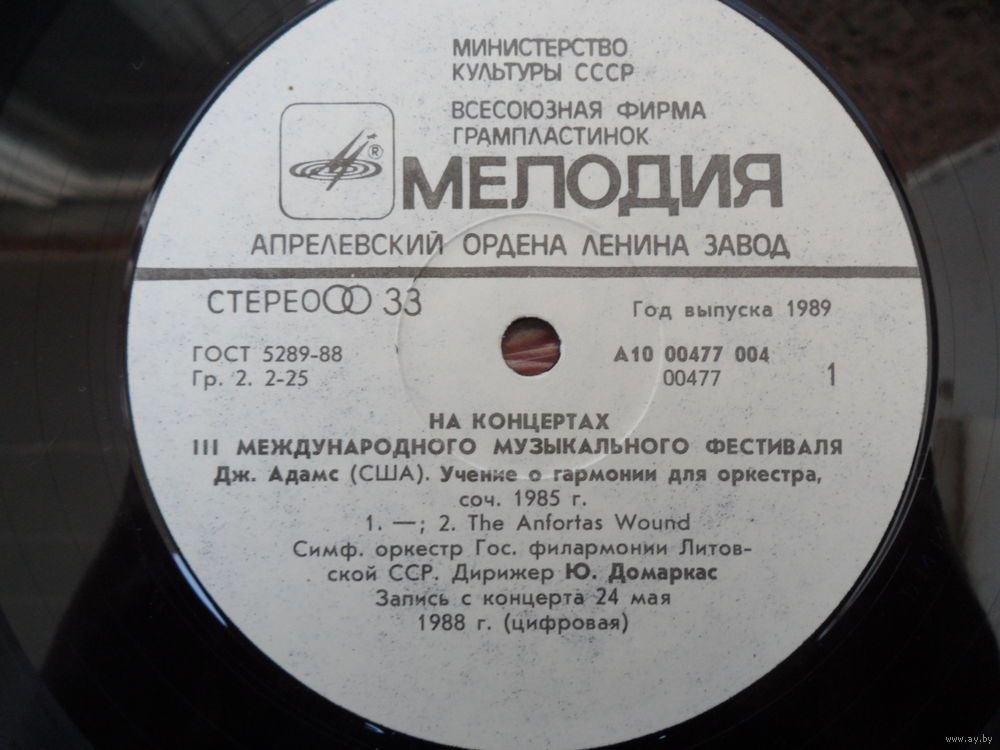 МИНИСТЕРСТВО
КУЛЬТУРЫ СССР
ВСЕСОЮЗНАЯ ФИРМА
ГРАМПЛАСТИНОК
®
МЕЛОДИЯ
АПРЕЛЕВСКИЙ ОРДЕНА ЛЕНИНА ЗАВОД
СТЕРЕО 33
Год выпуска 1989
ГОСТ 5289-88
А10 00477 004
Гр. 2. 2-25
00477
1
НА КОНЦЕРТАХ
III МЕЖДУНАРОДНОГО МУЗЫКАЛЬНОГО ФЕСТИВАЛЯ
Дж. Адамс (США). Учение о гармонии для оркестра,
соч. 1985 г.
1. —; 2. The Anfortas Wound
Симф. оркестр Гос. филармонии Литов-
ской ССР. Дирижер Ю. Домаркас
Запись с концерта 24 мая
1988 г. (цифровая)
www.ay.by